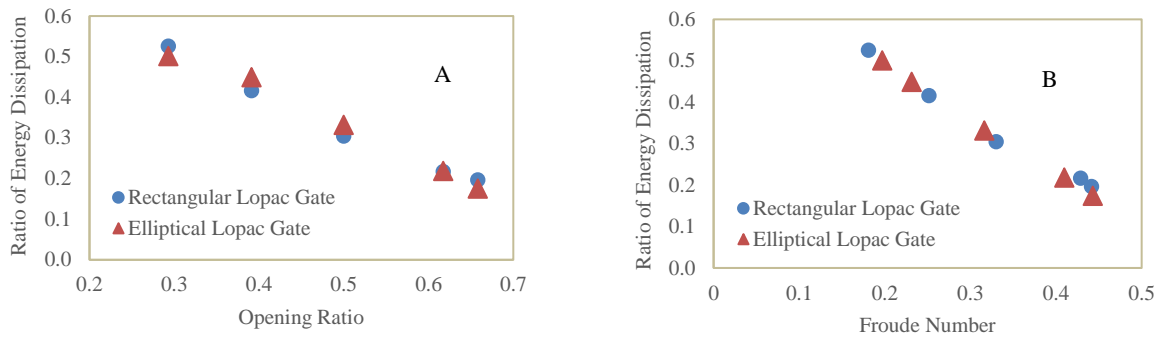 Ratio of Energy Dissipation
0.6
0.5
0.4
0.3
0.2
0.1
0.0
A
Rectangular Lopac Gate
Elliptical Lopac Gate
0.2 0.3 0.4 0.5 0.6 0.7
Opening Ratio
Ratio of Energy Dissipation
0.6
0.5
0.4
0.3
0.2
0.1
0.0
B
Rectangular Lopac Gate
Elliptical Lopac Gate
0 0.1 0.2 0.3 0.4 0.5
Froude Number